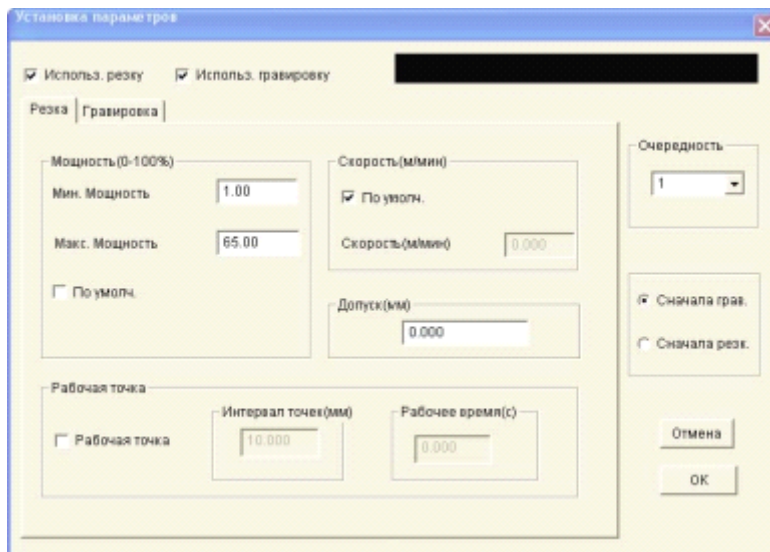 Установка параметров
Использ. резку
Использ. гравировку
Резка
Гравировка
Мощность(0-100%)
Мин. Мощность
1.00
Макс. Мощность
65.00
По умолч.
Скорость(м/мин)
По умолч.
Скорость(м/мин)
0.000
Допуск(мм)
0.000
Рабочая точка
Рабочая точка
Интервал точек(мм)
10.000
Рабочее время(с)
0.000
Очередность
1
Сначала грав.
Сначала резк.
Отмена
OK